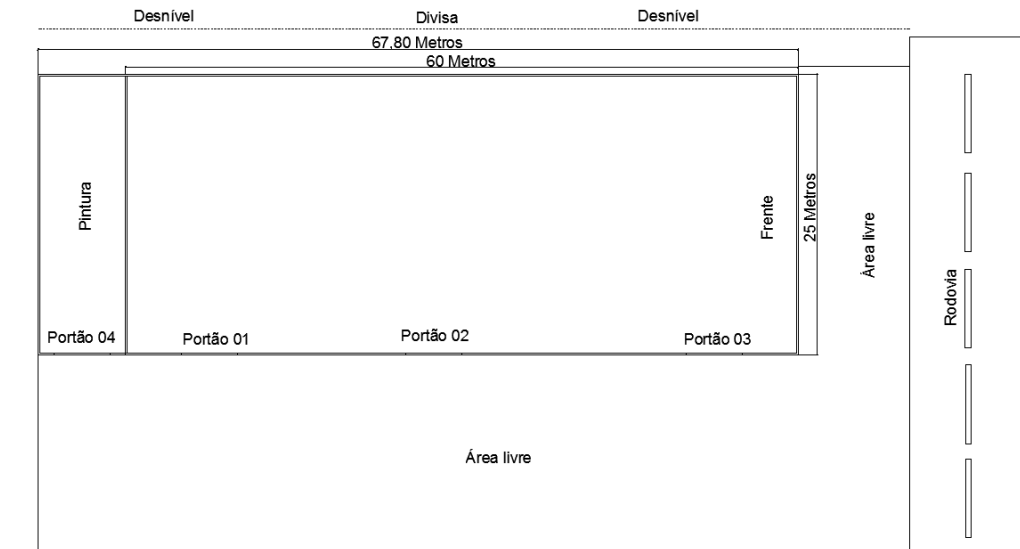 Desnível
Divisa
Desnível
67,80 Metros
60 Metros
Pintura
Frente
25 Metros
Área livre
Rodovia
Portão 04
Portão 01
Portão 02
Portão 03
Área livre